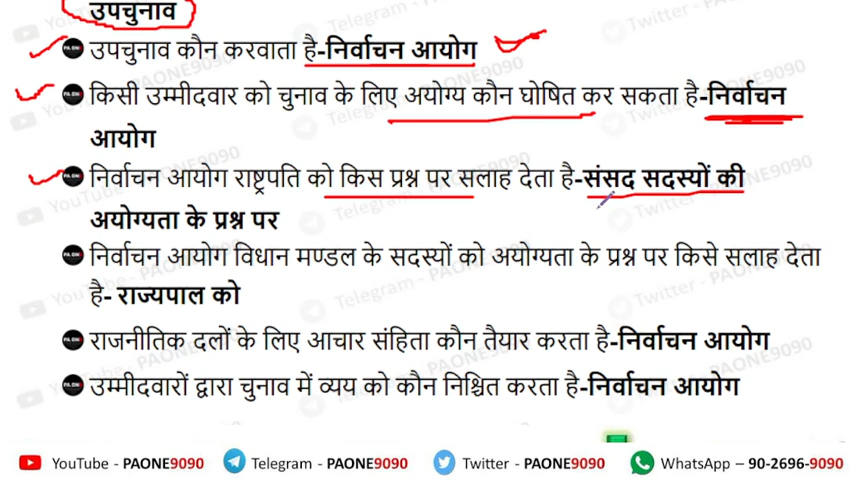 उपचुनाव
उपचुनाव कौन करवाता है-निर्वाचन आयोग
किसी उम्मीदवार को चुनाव के लिए अयोग्य कौन घोषित कर सकता है-निर्वाचन
आयोग
निर्वाचन आयोग राष्ट्रपति को किस प्रश्न पर सलाह देता है-संसद सदस्यों की
अयोग्यता के प्रश्न पर
निर्वाचन आयोग विधान मण्डल के सदस्यों को अयोग्यता के प्रश्न पर किसे सलाह देता
है- राज्यपाल को
राजनीतिक दलों के लिए आचार संहिता कौन तैयार करता है-निर्वाचन आयोग
उम्मीदवारों द्वारा चुनाव में व्यय को कौन निश्चित करता है-निर्वाचन आयोग
YouTube - PAONE9090 Telegram - PAONE9090 Twitter - PAONE9090 WhatsApp – 90-2696-9090